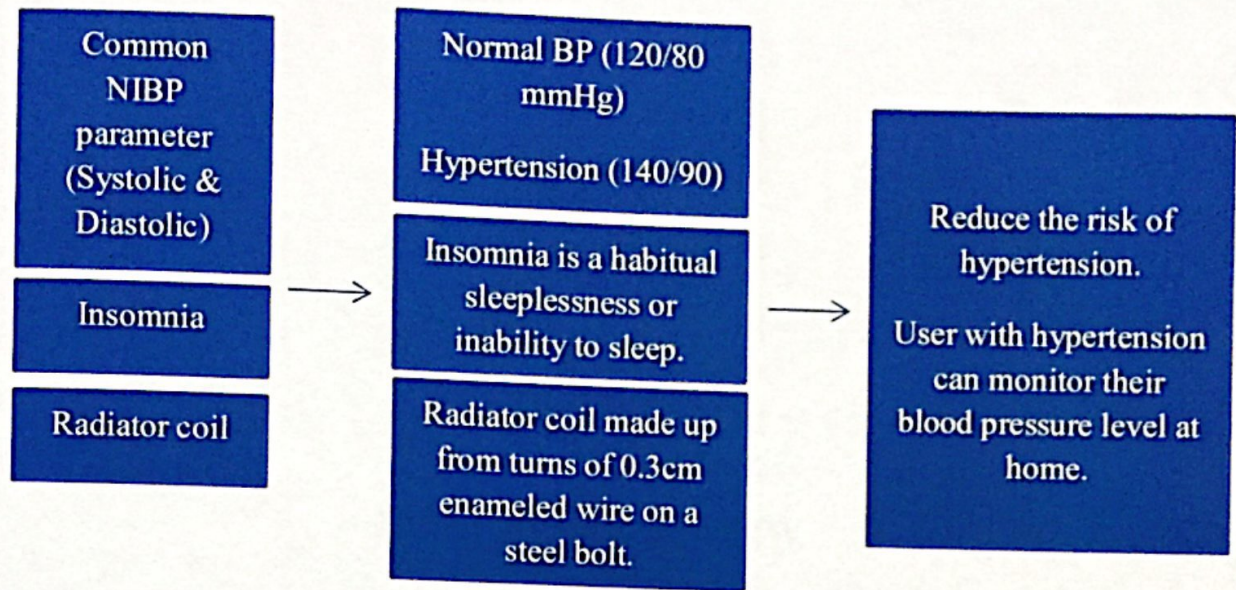 Common
NIBP
parameter
(Systolic &
Diastolic)
Insomnia
Radiator coil
Normal BP (120/80
mmHg)
Hypertension (140/90)
Insomnia is a habitual
sleeplessness or
inability to sleep.
Radiator coil made up
from turns of 0.3cm
enameled wire on a
steel bolt.
Reduce the risk of
hypertension.
User with hypertension
can monitor their
blood pressure level at
home.